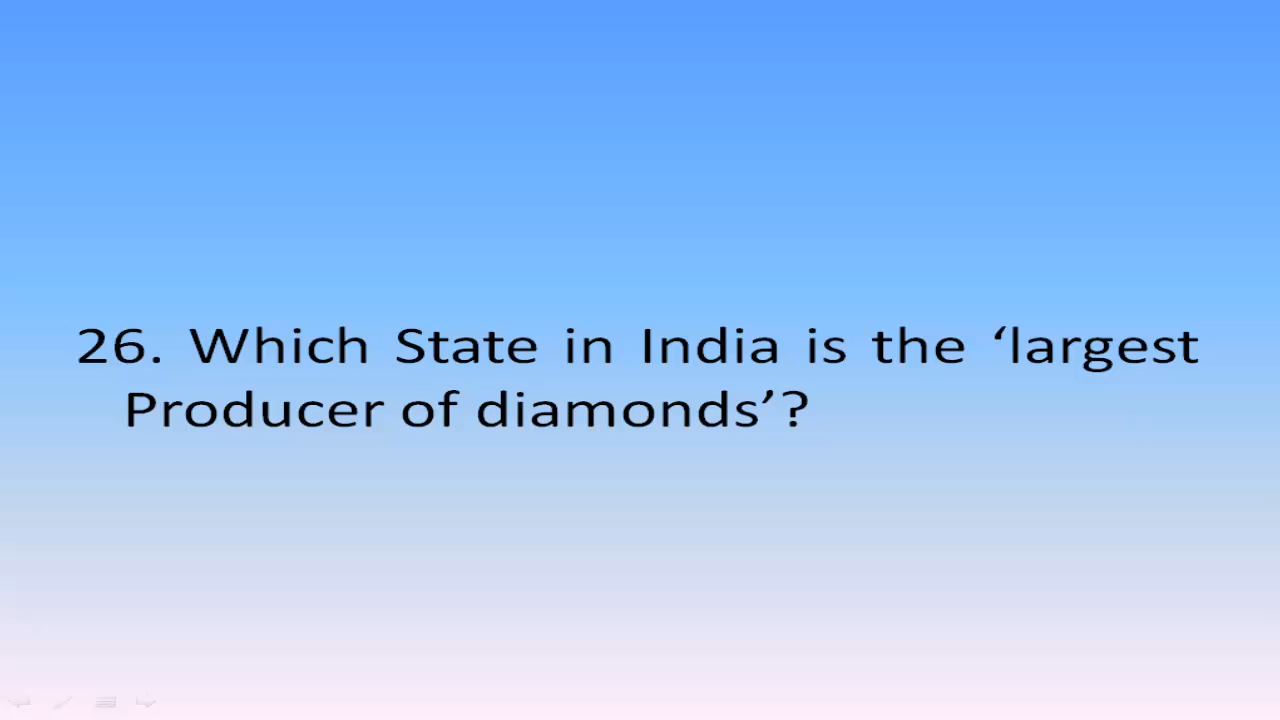 26. Which State in India is the ‘largest
Producer of diamonds’?